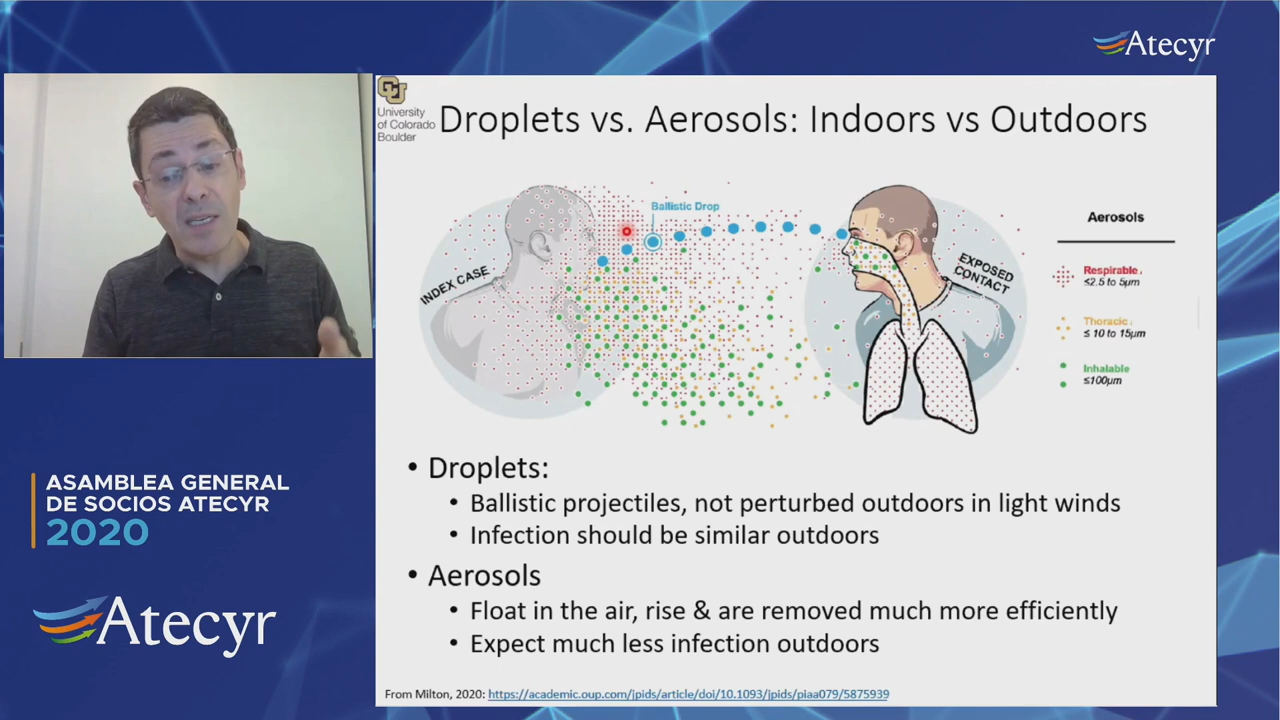 Atecyr
University
of Colorado
Boulder
Droplets vs. Aerosols: Indoors vs Outdoors
Ballistic Drop
INDEX CASE
EXPOSED
CONTACT
Aerosols
Respirable
≤2.5 to 5µm
Thoracic
≤ 10 to 15µm
Inhalable
≤100µm
• Droplets:
• Ballistic projectiles, not perturbed outdoors in light winds
• Infection should be similar outdoors
• Aerosols
• Float in the air, rise & are removed much more efficiently
• Expect much less infection outdoors
From Milton, 2020: https://academic.oup.com/jpids/article/doi/10.1093/jpids/piaa079/5875939
ASAMBLEA GENERAL
DE SOCIOS ATECYR
2020
Atecyr